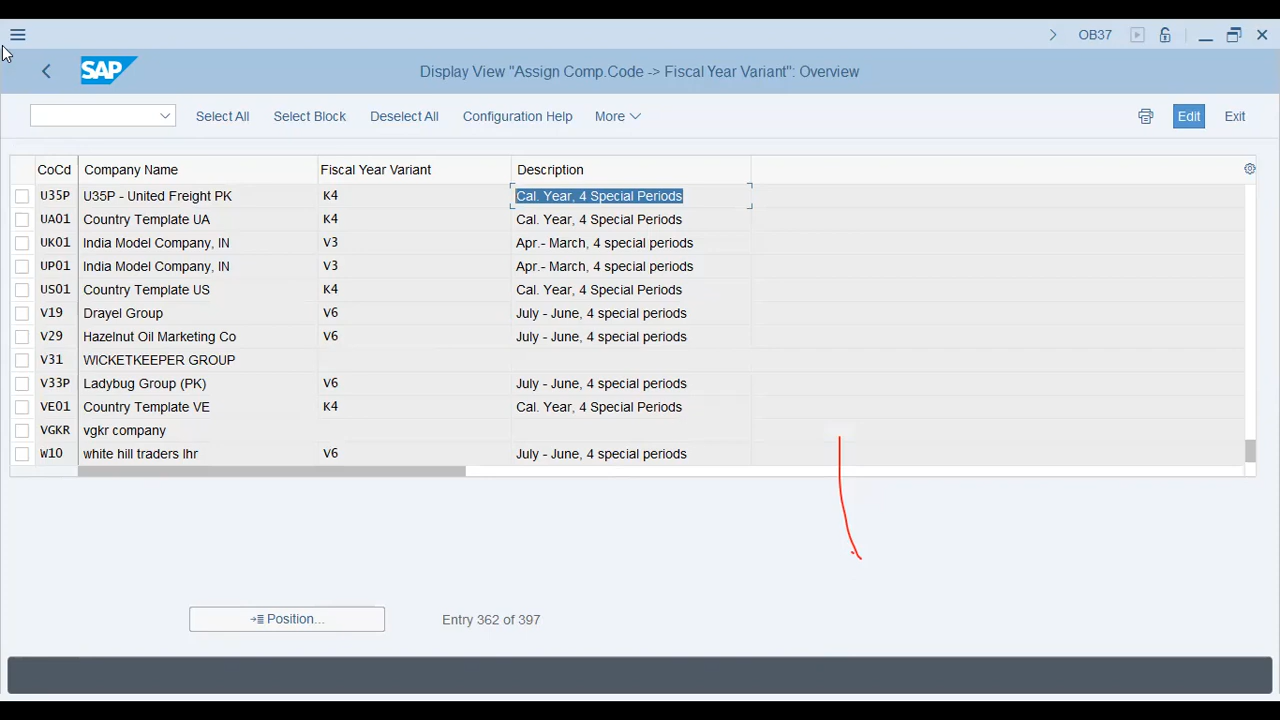 OB37
SAP
Display View "Assign Comp.Code -> Fiscal Year Variant": Overview
Select All Select Block Deselect All Configuration Help More Edit Exit
CoCd Company Name Fiscal Year Variant Description
U35P U35P - United Freight PK K4 Cal. Year, 4 Special Periods
UA01 Country Template UA K4 Cal. Year, 4 Special Periods
UK01 India Model Company, IN V3 Apr.- March, 4 special periods
UP01 India Model Company, IN V3 Apr.- March, 4 special periods
US01 Country Template US K4 Cal. Year, 4 Special Periods
V19 Drayel Group V6 July - June, 4 special periods
V29 Hazelnut Oil Marketing Co V6 July - June, 4 special periods
V31 WICKETKEEPER GROUP
V33P Ladybug Group (PK) V6 July - June, 4 special periods
VE01 Country Template VE K4 Cal. Year, 4 Special Periods
VGKR vgkr company
W10 white hill traders lhr V6 July - June, 4 special periods
Position... Entry 362 of 397